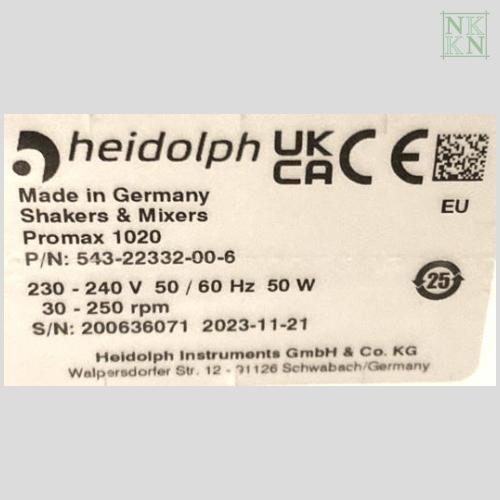 NK
KN
heidolph UK CA CE
EU
Made in Germany
Shakers & Mixers
Promax 1020
P/N: 543-22332-00-6
230 - 240 V 50 / 60 Hz 50 W
30 - 250 rpm
25
S/N: 200636071 2023-11-21
Heidolph Instruments GmbH & Co. KG
Walpersdorfer Str. 12 - 91126 Schwabach/Germany